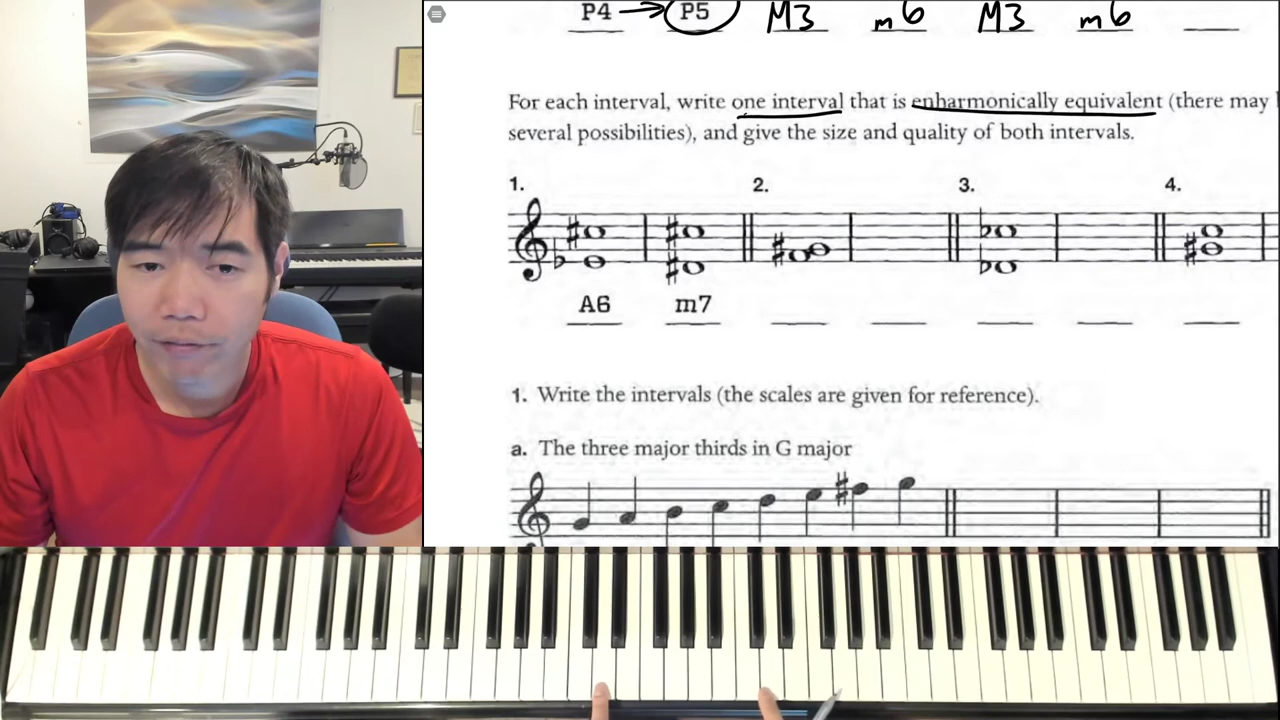 P4 P5 M3 m6 M3 m6
For each interval, write one interval that is enharmonically equivalent (there may
several possibilities), and give the size and quality of both intervals.
1. 2. 3. 4.
A6 m7
1. Write the intervals (the scales are given for reference).
a. The three major thirds in G major